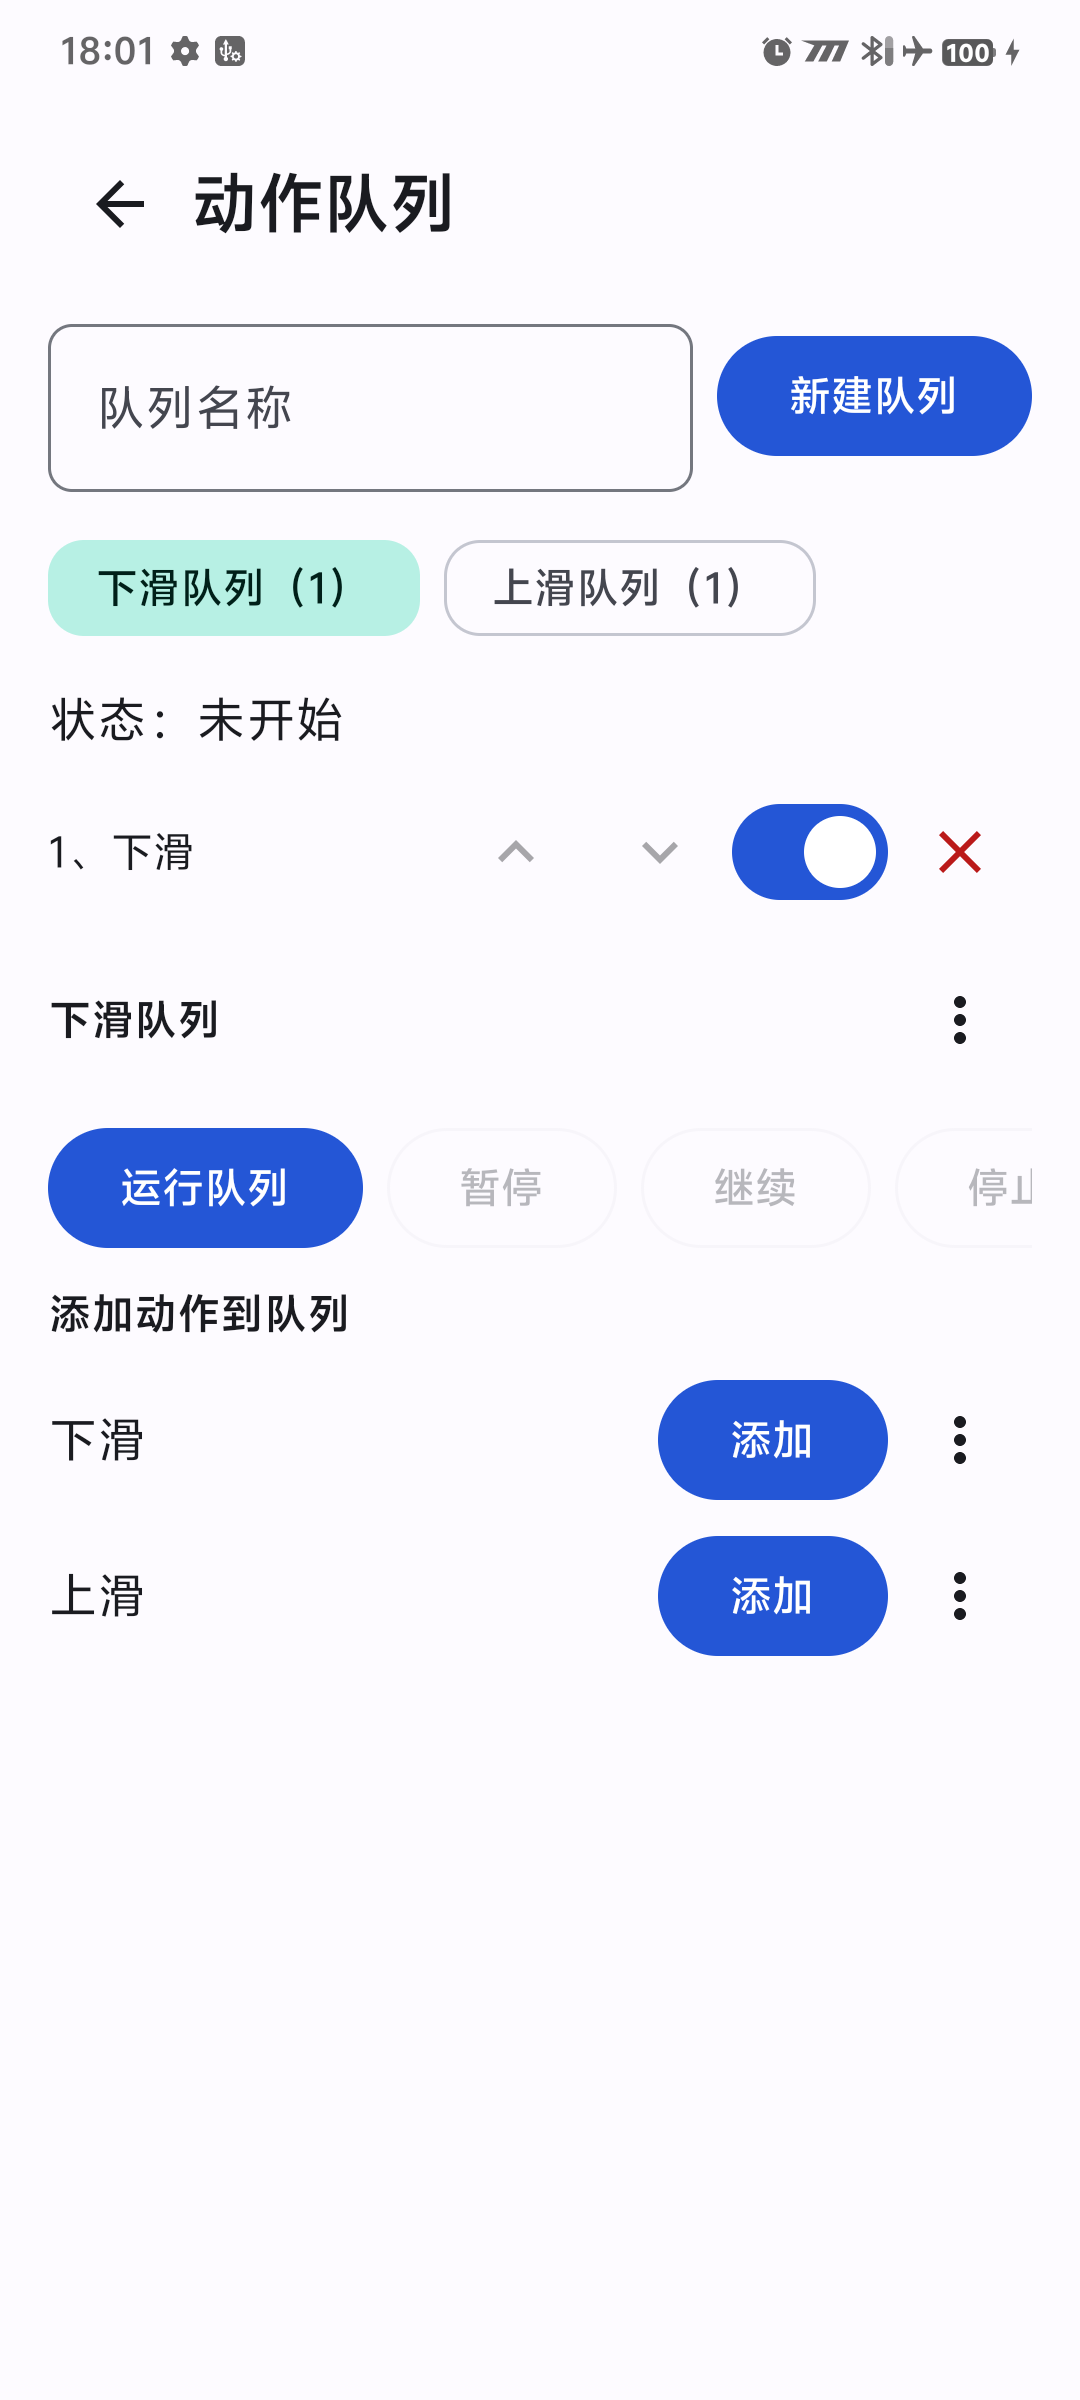 18:01 100
动作队列
队列名称 新建队列
下滑队列（1） 上滑队列（1）
状态：未开始
1、下滑
下滑队列
运行队列 暂停 继续 停止
添加动作到队列
下滑 添加
上滑 添加